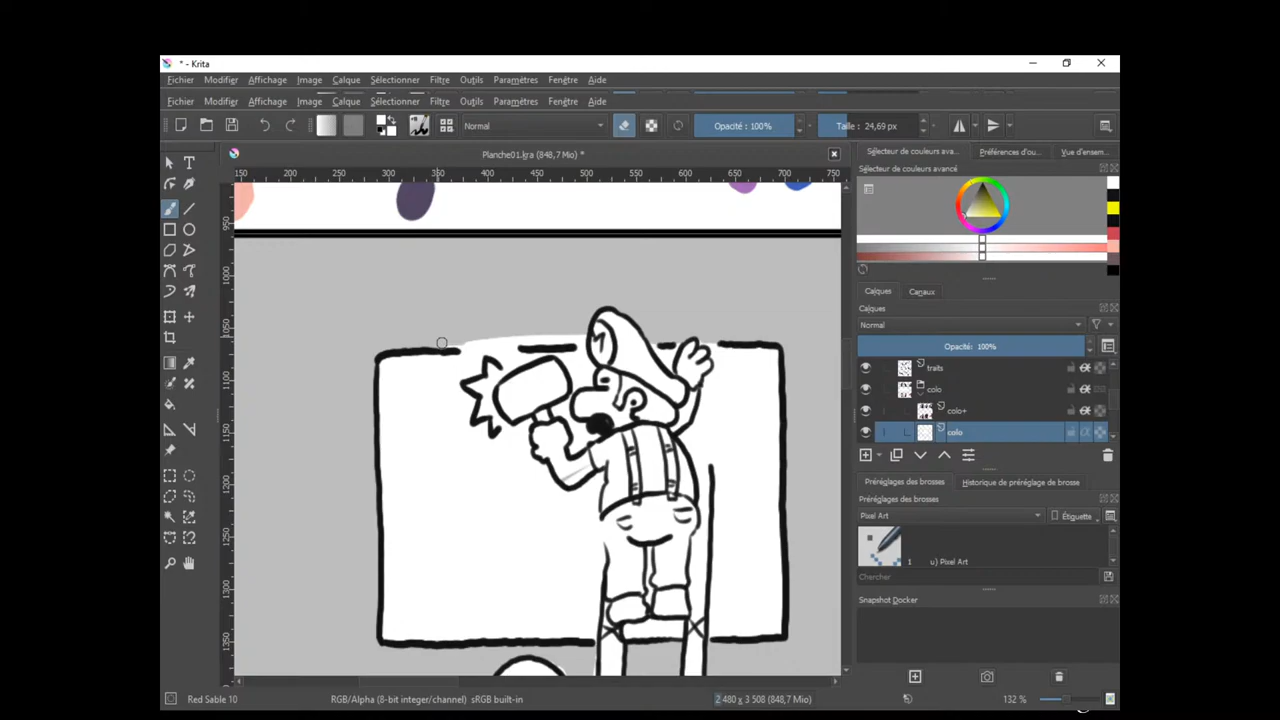 * - Krita
Fichier Modifier Affichage Image Calque Sélectionner Filtre Outils Paramètres Fenêtre Aide
Fichier Modifier Affichage Image Calque Sélectionner Filtre Outils Paramètres Fenêtre Aide
Normal
Opacité : 100%
Taille : 24,69 px
Planche01.kra (848,7 Mio) *
Sélecteur de couleurs avan... Préférences d'ou... Vue d'ensem...
Sélecteur de couleurs avancé
150 200 250 300 350 400 450 500 550 600 650 700 750
950
1000
1050
1100
1150
1200
1250
1300
1350
Calques Canaux
Calques
Normal
Opacité: 100%
traits
colo
colo+
colo
Préréglages des brosses Historique de préréglage de brosse
Préréglages des brosses
Pixel Art
Étiquette
1 u) Pixel Art
Chercher
Snapshot Docker
Red Sable 10
RGB/Alpha (8-bit integer/channel) sRGB built-in
2 480 x 3 508 (848,7 Mio)
132 %